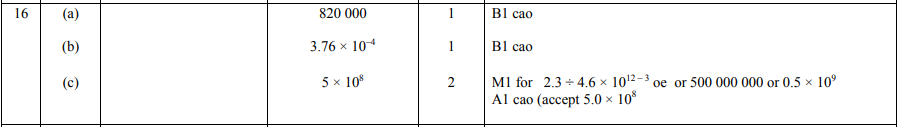 16 (a) 820 000 1 B1 cao
(b) 3.76 × 10⁻⁴ 1 B1 cao
(c) 5 × 10⁸ 2 M1 for 2.3 ÷ 4.6 × 10¹²⁻³ oe or 500 000 000 or 0.5 × 10⁹
A1 cao (accept 5.0 × 10⁸